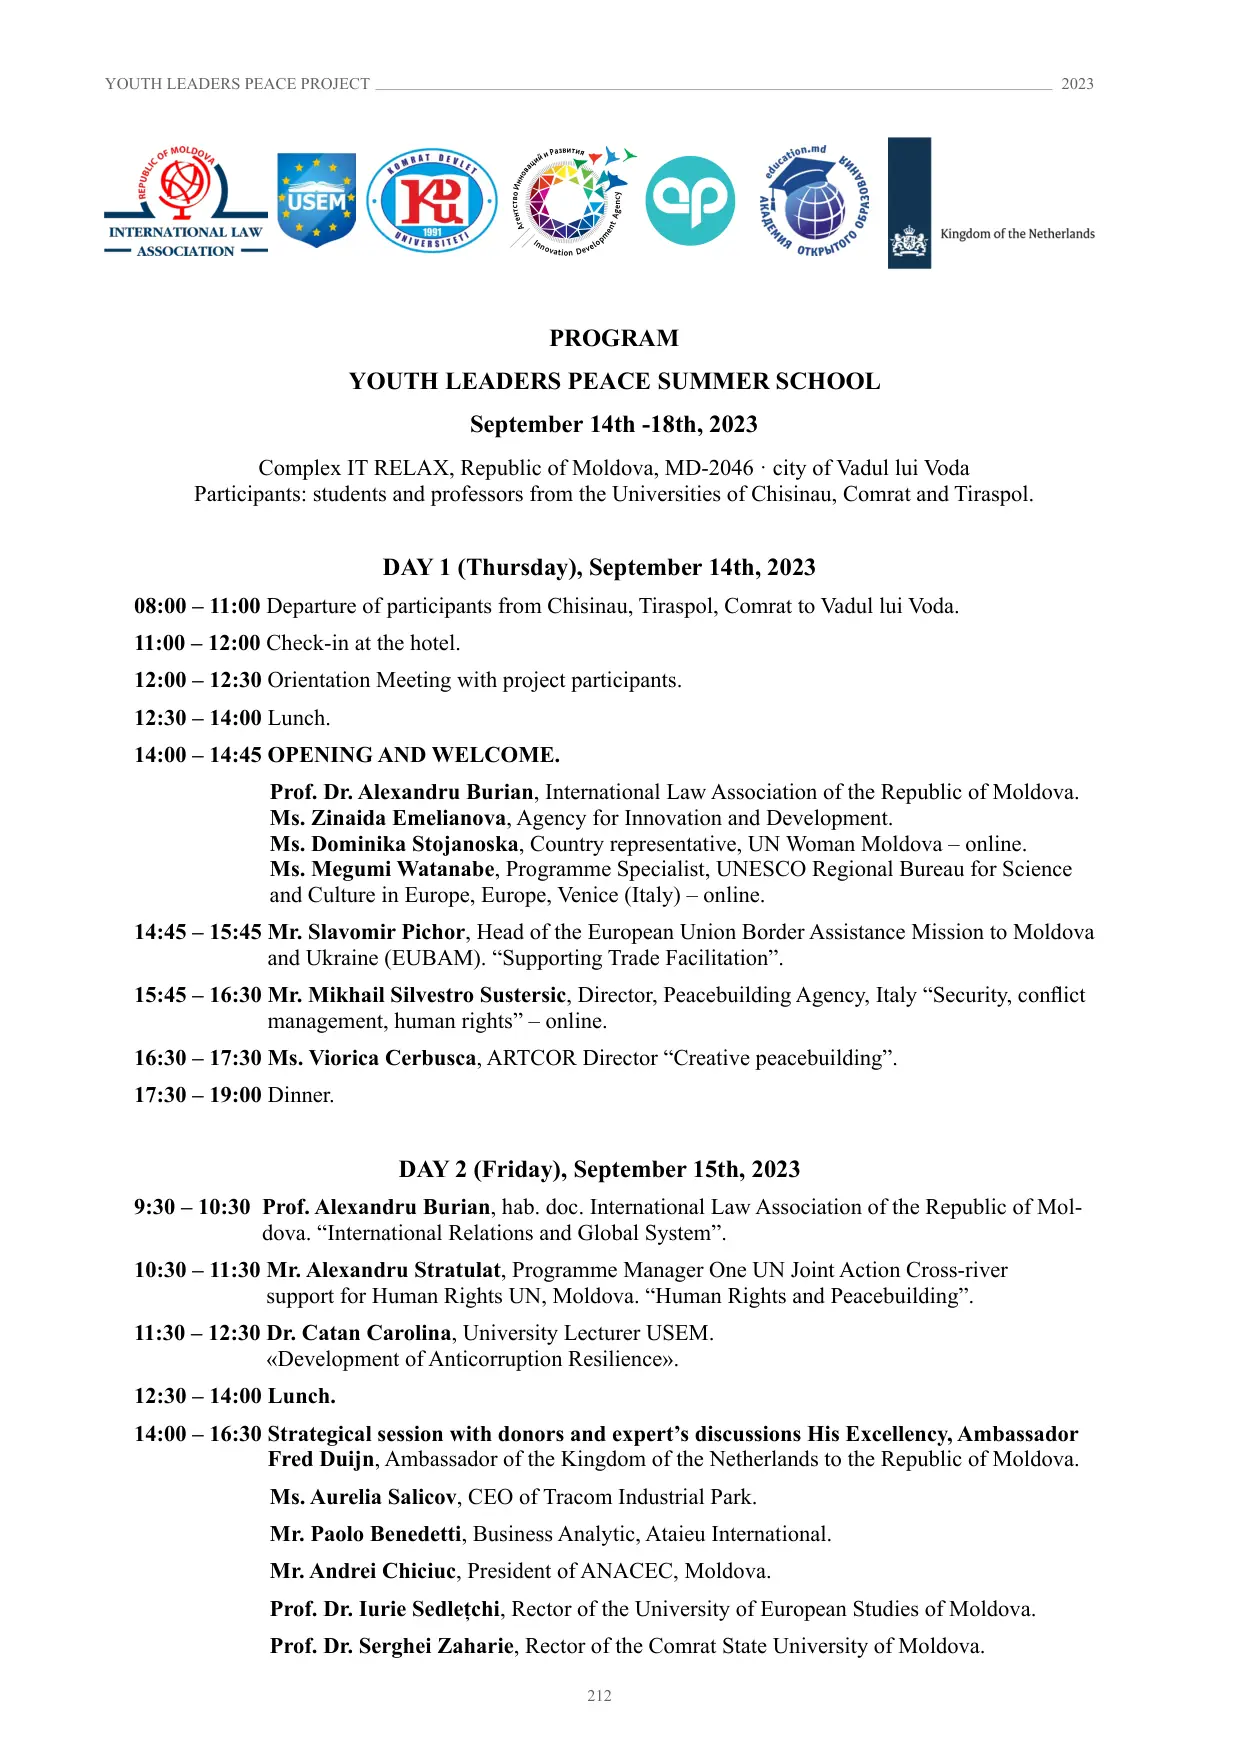 YOUTH LEADERS PEACE PROJECT 2023
REPUBLIC OF MOLDOVA
INTERNATIONAL LAW
ASSOCIATION
USEM
KOMRAT DEVLET
KDU
1991
UNIVERSITETI
Агентство Инноваций и Развития
Innovation Development Agency
ap
education.md
АКАДЕМИЯ ОТКРЫТОГО ОБРАЗОВАНИЯ
Kingdom of the Netherlands
PROGRAM
YOUTH LEADERS PEACE SUMMER SCHOOL
September 14th -18th, 2023
Complex IT RELAX, Republic of Moldova, MD-2046 · city of Vadul lui Voda
Participants: students and professors from the Universities of Chisinau, Comrat and Tiraspol.
DAY 1 (Thursday), September 14th, 2023
08:00 – 11:00 Departure of participants from Chisinau, Tiraspol, Comrat to Vadul lui Voda.
11:00 – 12:00 Check-in at the hotel.
12:00 – 12:30 Orientation Meeting with project participants.
12:30 – 14:00 Lunch.
14:00 – 14:45 OPENING AND WELCOME.
Prof. Dr. Alexandru Burian, International Law Association of the Republic of Moldova.
Ms. Zinaida Emelianova, Agency for Innovation and Development.
Ms. Dominika Stojanoska, Country representative, UN Woman Moldova – online.
Ms. Megumi Watanabe, Programme Specialist, UNESCO Regional Bureau for Science
and Culture in Europe, Europe, Venice (Italy) – online.
14:45 – 15:45 Mr. Slavomir Pichor, Head of the European Union Border Assistance Mission to Moldova
and Ukraine (EUBAM). “Supporting Trade Facilitation”.
15:45 – 16:30 Mr. Mikhail Silvestro Sustersic, Director, Peacebuilding Agency, Italy “Security, conflict
management, human rights” – online.
16:30 – 17:30 Ms. Viorica Cerbusca, ARTCOR Director “Creative peacebuilding”.
17:30 – 19:00 Dinner.
DAY 2 (Friday), September 15th, 2023
9:30 – 10:30 Prof. Alexandru Burian, hab. doc. International Law Association of the Republic of Mol-
dova. “International Relations and Global System”.
10:30 – 11:30 Mr. Alexandru Stratulat, Programme Manager One UN Joint Action Cross-river
support for Human Rights UN, Moldova. “Human Rights and Peacebuilding”.
11:30 – 12:30 Dr. Catan Carolina, University Lecturer USEM.
«Development of Anticorruption Resilience».
12:30 – 14:00 Lunch.
14:00 – 16:30 Strategical session with donors and expert’s discussions His Excellency, Ambassador
Fred Duijn, Ambassador of the Kingdom of the Netherlands to the Republic of Moldova.
Ms. Aurelia Salicov, CEO of Tracom Industrial Park.
Mr. Paolo Benedetti, Business Analytic, Ataieu International.
Mr. Andrei Chiciuc, President of ANACEC, Moldova.
Prof. Dr. Iurie Sedlețchi, Rector of the University of European Studies of Moldova.
Prof. Dr. Serghei Zaharie, Rector of the Comrat State University of Moldova.
212